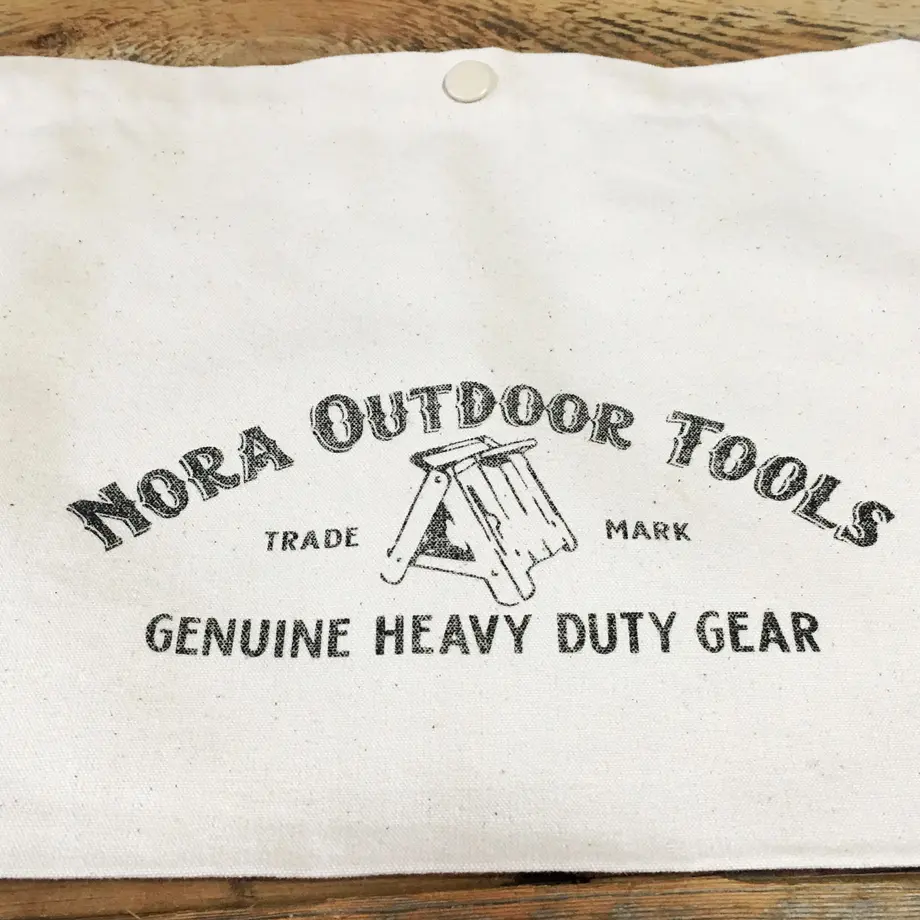 NORA OUTDOOR TOOLS
TRADE MARK
GENUINE HEAVY DUTY GEAR